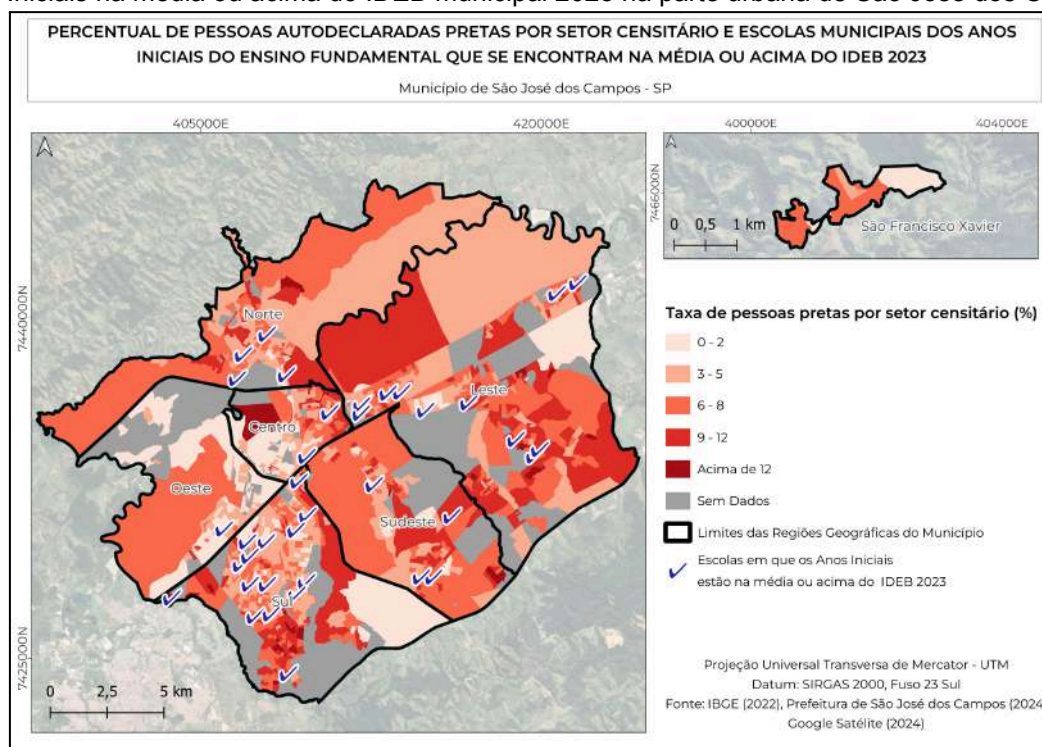 iniciais na média ou acima do IDEB municipal 2023 na parte urbana de São José dos
PERCENTUAL DE PESSOAS AUTODECLARADAS PRETAS POR SETOR CENSITÁRIO E ESCOLAS MUNICIPAIS DOS ANOS
INICIAIS DO ENSINO FUNDAMENTAL QUE SE ENCONTRAM NA MÉDIA OU ACIMA DO IDEB 2023
Município de São José dos Campos - SP
405000E
420000E
7440000N
7425000N
Norte
Leste
Centro
Oeste
Sudeste
Sul
0 2,5 5 km
400000E
404000E
7466000N
0 0,5 1 km
São Francisco Xavier
Taxa de pessoas pretas por setor censitário (%)
0 - 2
3 - 5
6 - 8
9 - 12
Acima de 12
Sem Dados
Limites das Regiões Geográficas do Município
Escolas em que os Anos Iniciais
estão na média ou acima do IDEB 2023
Projeção Universal Transversa de Mercator - UTM
Datum: SIRGAS 2000, Fuso 23 Sul
Fonte: IBGE (2022), Prefeitura de São José dos Campos (2024
Google Satélite (2024)